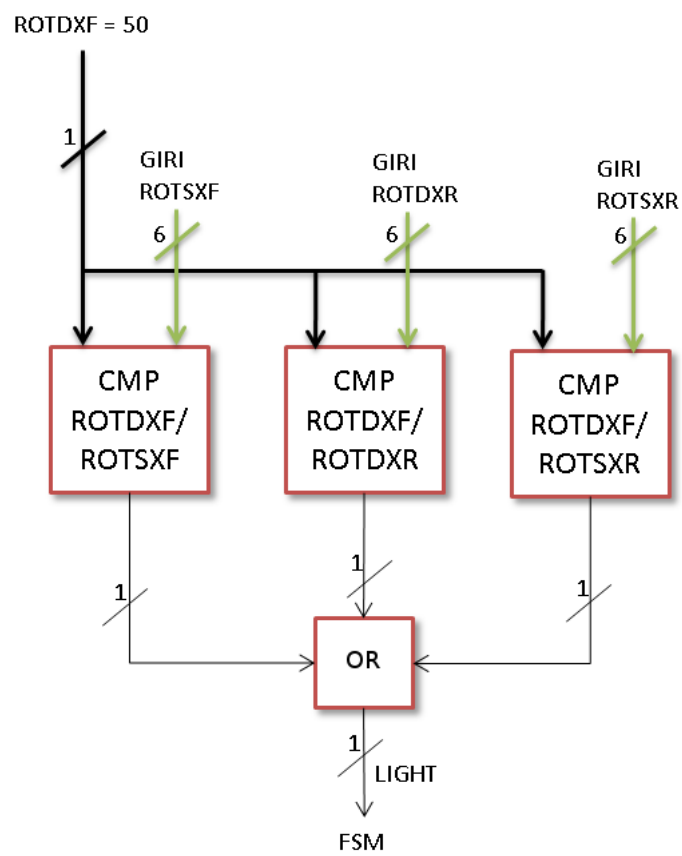 ROTDXF = 50
1
GIRI
ROTSXF
6
GIRI
ROTDXR
6
GIRI
ROTSXR
6
CMP
ROTDXF/
ROTSXF
CMP
ROTDXF/
ROTDXR
CMP
ROTDXF/
ROTSXR
1
1
1
OR
1
LIGHT
FSM